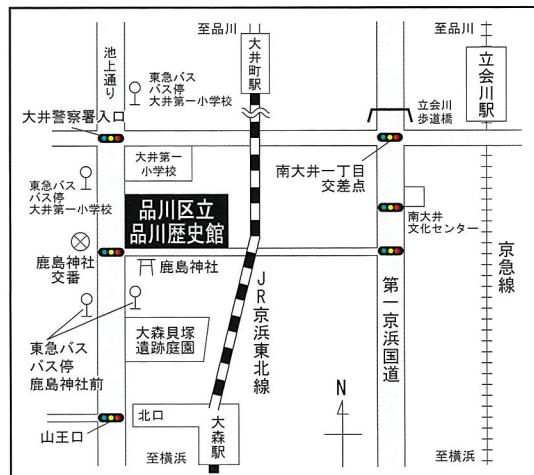 至品川
至品川
池上通り
大井町駅
立会川駅
東急バス
バス停
大井第一小学校
大井警察署入口
立会川
歩道橋
大井第一
小学校
南大井一丁目
交差点
東急バス
バス停
大井第一小学校
品川区立
品川歴史館
南大井
文化センター
鹿島神社
交番
鹿島神社
JR京浜東北線
第一京浜国道
京急線
大森貝塚
遺跡庭園
東急バス
バス停
鹿島神社前
N
北口
大森駅
山王口
至横浜
至横浜